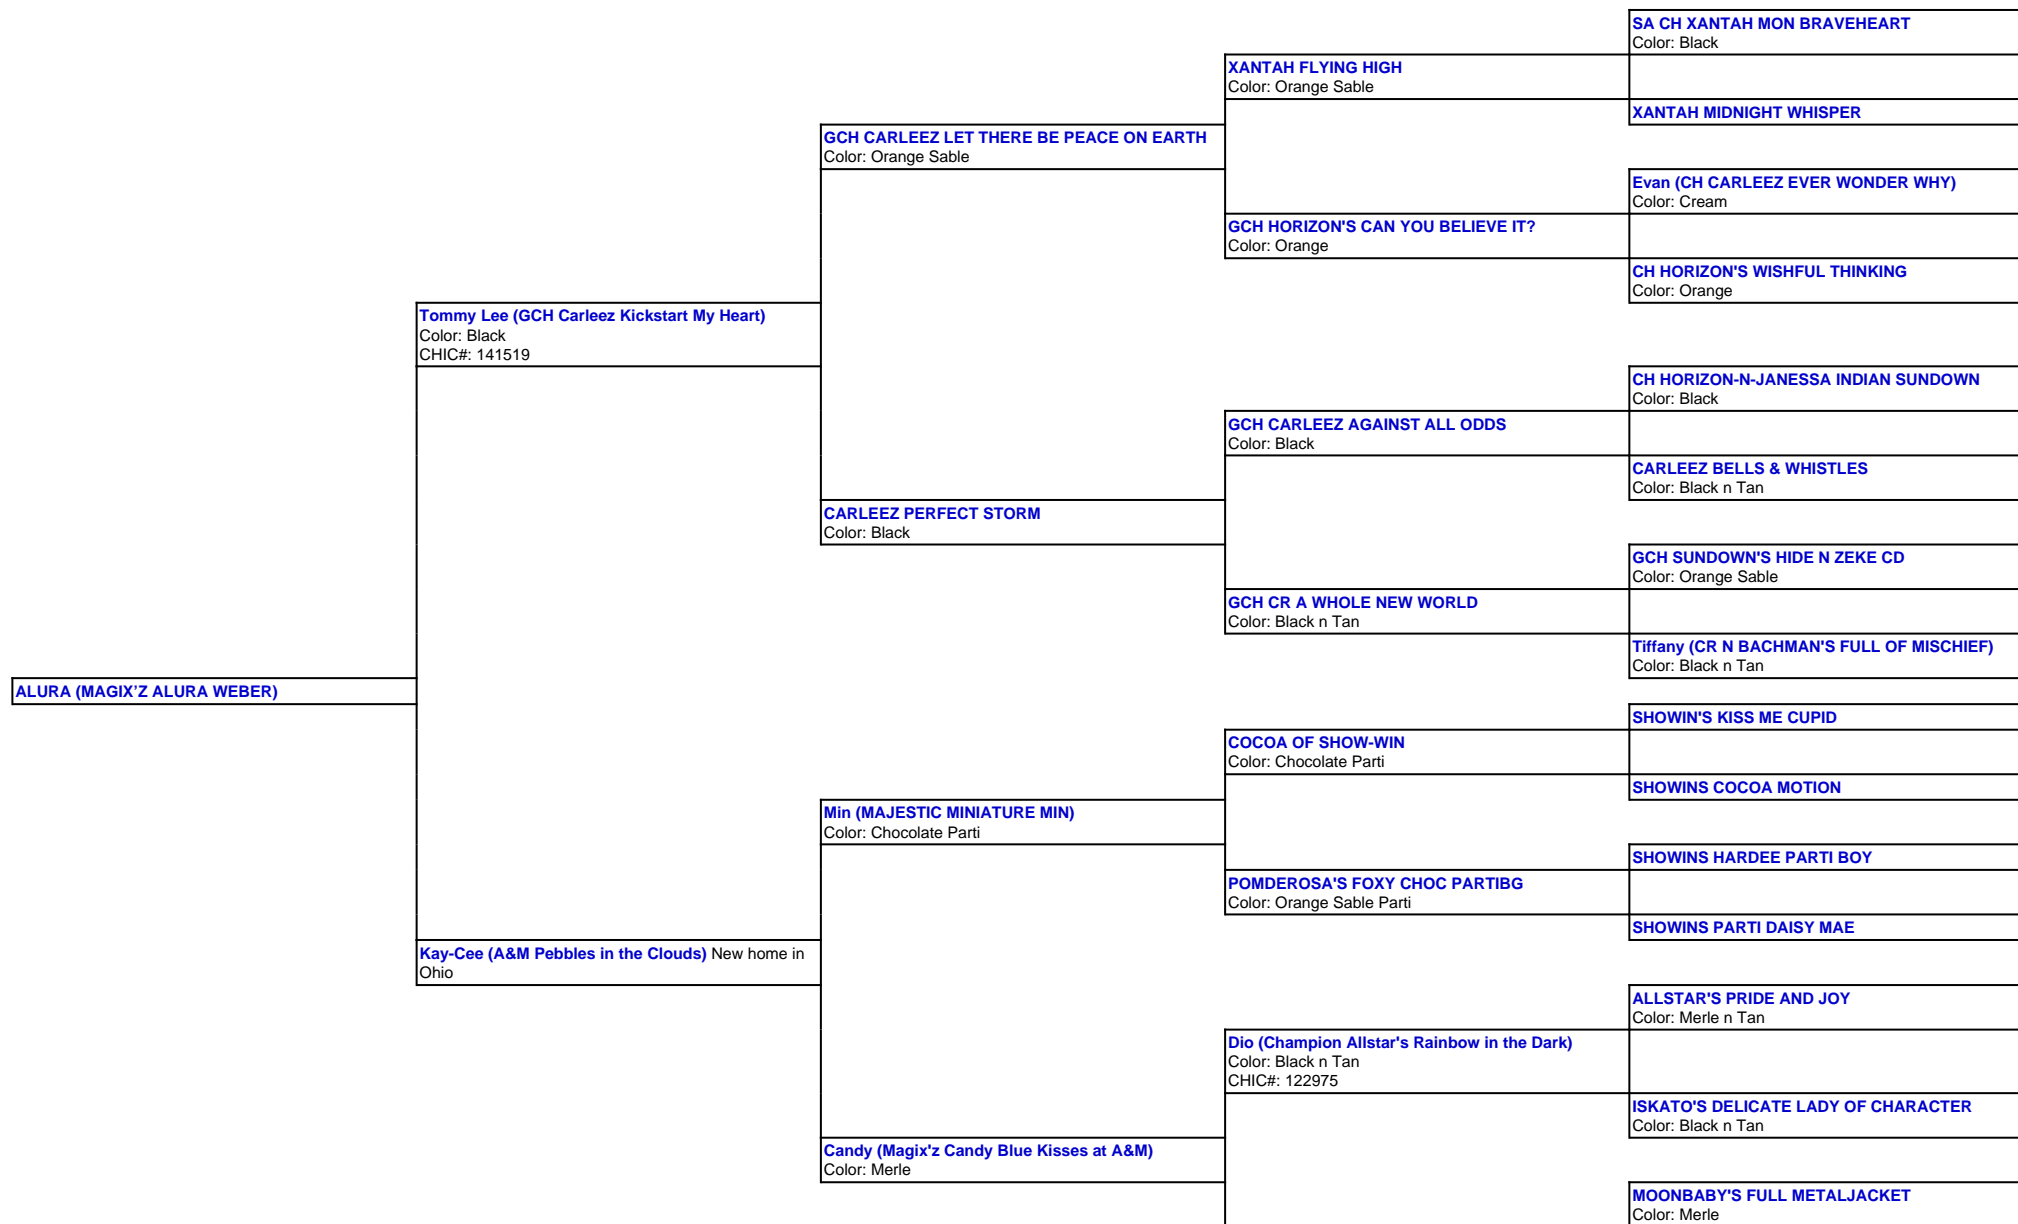 SA CH XANTAH MON BRAVEHEART
Color: Black
XANTAH FLYING HIGH
Color: Orange Sable
XANTAH MIDNIGHT WHISPER
GCH CARLEEZ LET THERE BE PEACE ON EARTH
Color: Orange Sable
Evan (CH CARLEEZ EVER WONDER WHY)
Color: Cream
GCH HORIZON'S CAN YOU BELIEVE IT?
Color: Orange
CH HORIZON'S WISHFUL THINKING
Color: Orange
Tommy Lee (GCH Carleez Kickstart My Heart)
Color: Black
CHIC#: 141519
CH HORIZON-N-JANESSA INDIAN SUNDOWN
Color: Black
GCH CARLEEZ AGAINST ALL ODDS
Color: Black
CARLEEZ BELLS & WHISTLES
Color: Black n Tan
CARLEEZ PERFECT STORM
Color: Black
GCH SUNDOWN'S HIDE N ZEKE CD
Color: Orange Sable
GCH CR A WHOLE NEW WORLD
Color: Black n Tan
Tiffany (CR N BACHMAN'S FULL OF MISCHIEF)
Color: Black n Tan
ALURA (MAGIX’Z ALURA WEBER)
SHOWIN'S KISS ME CUPID
COCOA OF SHOW-WIN
Color: Chocolate Parti
SHOWINS COCOA MOTION
Min (MAJESTIC MINIATURE MIN)
Color: Chocolate Parti
SHOWINS HARDEE PARTI BOY
POMDEROSA'S FOXY CHOC PARTIBG
Color: Orange Sable Parti
SHOWINS PARTI DAISY MAE
Kay-Cee (A&M Pebbles in the Clouds) New home in
Ohio
ALLSTAR'S PRIDE AND JOY
Color: Merle n Tan
Dio (Champion Allstar's Rainbow in the Dark)
Color: Black n Tan
CHIC#: 122975
ISKATO'S DELICATE LADY OF CHARACTER
Color: Black n Tan
Candy (Magix'z Candy Blue Kisses at A&M)
Color: Merle
MOONBABY'S FULL METALJACKET
Color: Merle